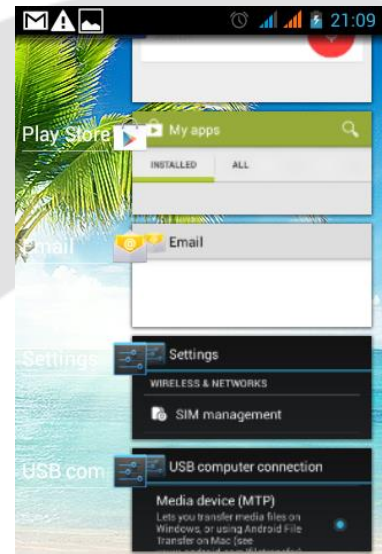 21:09
Play Store
My apps
INSTALLED
ALL
Email
Email
Settings
Settings
WIRELESS & NETWORKS
SIM management
USB com
USB computer connection
Media device (MTP)
Lets you transfer media files on
Windows, or using Android File
Transfer on Mac (see